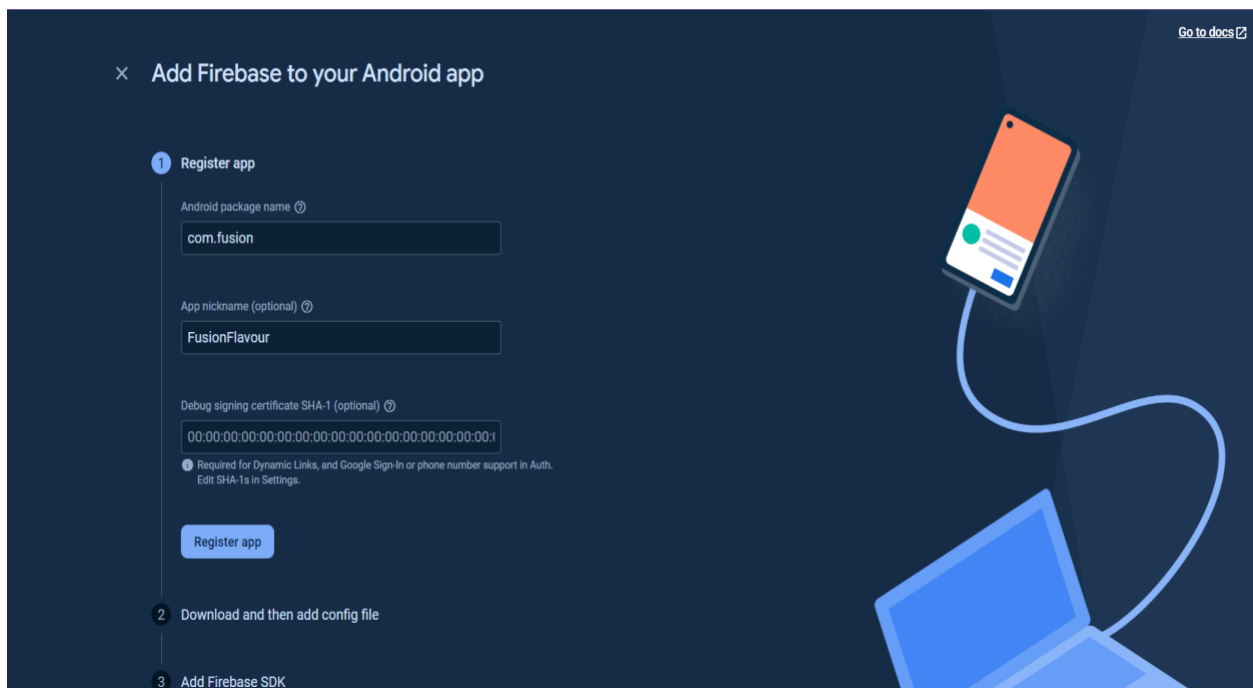 Go to docs
Add Firebase to your Android app
1 Register app
Android package name
com.fusion
App nickname (optional)
FusionFlavour
Debug signing certificate SHA-1 (optional)
00:00:00:00:00:00:00:00:00:00:00:00:00:00:00:00:00:(
Required for Dynamic Links, and Google Sign-In or phone number support in Auth.
Edit SHA-1s in Settings.
Register app
2 Download and then add config file
3 Add Firebase SDK